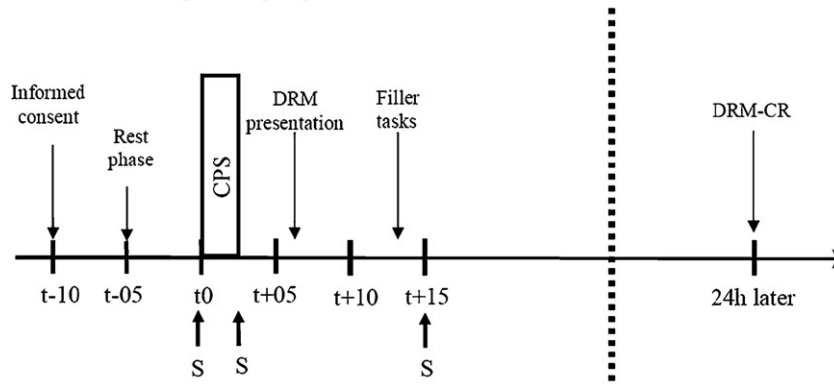 Informed
consent
Rest
phase
CPS
DRM
presentation
Filler
tasks
DRM-CR
t-10
t-05
t0
t+05
t+10
t+15
24h later
S
S
S